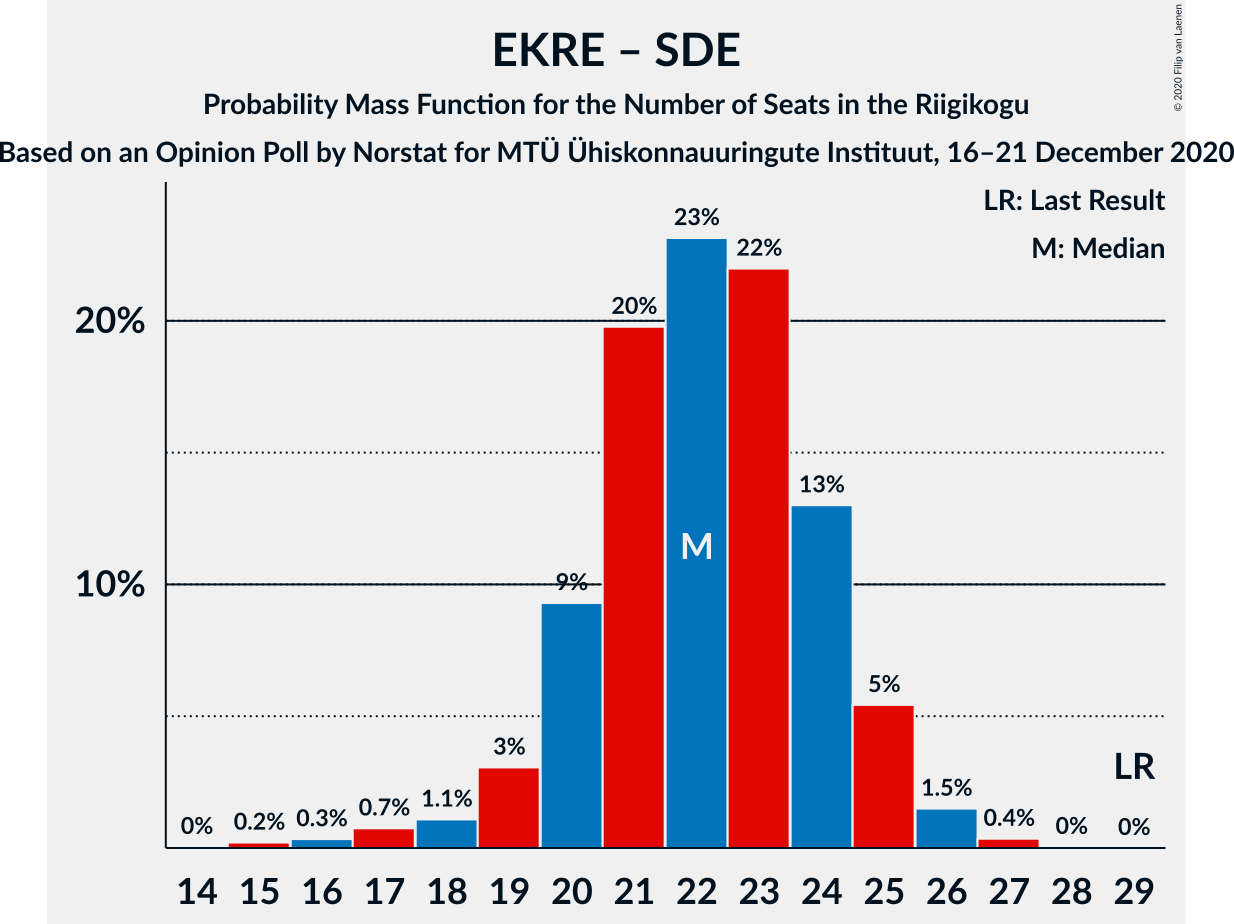 EKRE – SDE
Probability Mass Function for the Number of Seats in the Riigikogu
Based on an Opinion Poll by Norstat for MTÜ Ühiskonnauuringute Instituut, 16–21 December 2020
© 2020 Filip van Laenen
LR: Last Result
M: Median
20%
10%
0% 0.2% 0.3% 0.7% 1.1% 3% 9% 20% 23% 22% 13% 5% 1.5% 0.4% 0% 0%
M
LR
14 15 16 17 18 19 20 21 22 23 24 25 26 27 28 29